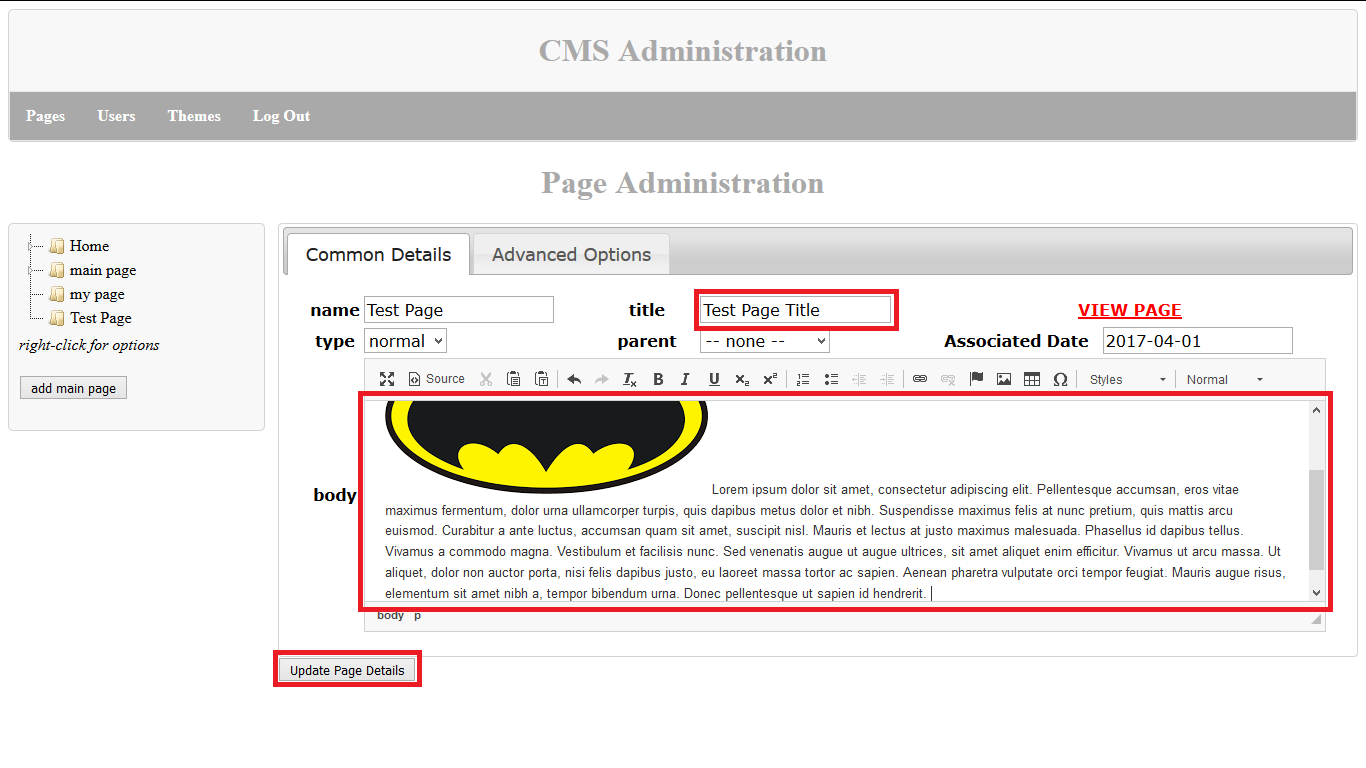 CMS Administration
Pages Users Themes Log Out
Page Administration
Home
main page
my page
Test Page
right-click for options
add main page
Common Details Advanced Options
name Test Page title Test Page Title VIEW PAGE
type normal parent -- none -- Associated Date 2017-04-01
Source Styles Normal
body
Lorem ipsum dolor sit amet, consectetur adipiscing elit. Pellentesque accumsan, eros vitae
maximus fermentum, dolor urna ullamcorper turpis, quis dapibus metus dolor et nibh. Suspendisse maximus felis at nunc pretium, quis mattis arcu
euismod. Curabitur a ante luctus, accumsan quam sit amet, suscipit nisl. Mauris et lectus at justo maximus malesuada. Phasellus id dapibus tellus.
Vivamus a commodo magna. Vestibulum et facilisis nunc. Sed venenatis augue ut augue ultrices, sit amet aliquet enim efficitur. Vivamus ut arcu massa. Ut
aliquet, dolor non auctor porta, nisi felis dapibus justo, eu laoreet massa tortor ac sapien. Aenean pharetra vulputate orci tempor feugiat. Mauris augue risus,
elementum sit amet nibh a, tempor bibendum urna. Donec pellentesque ut sapien id hendrerit.
body p
Update Page Details